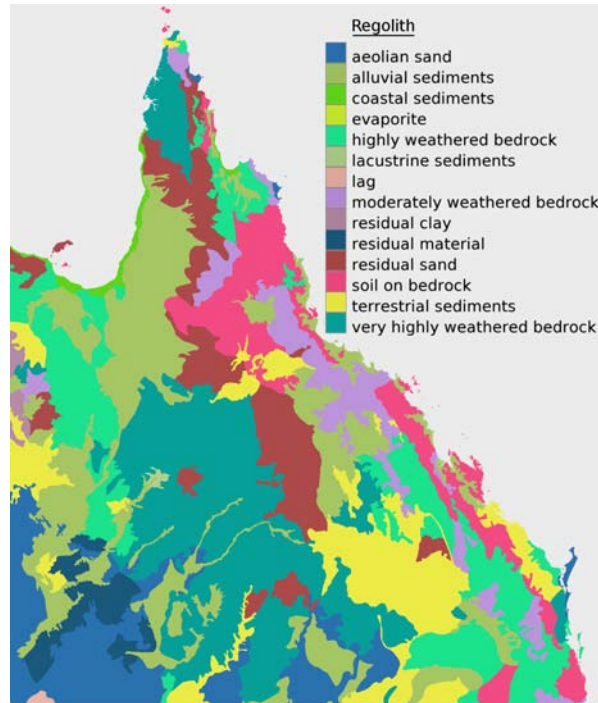 Regolith
aeolian sand
alluvial sediments
coastal sediments
evaporite
highly weathered bedrock
lacustrine sediments
lag
moderately weathered bedrock
residual clay
residual material
residual sand
soil on bedrock
terrestrial sediments
very highly weathered bedrock